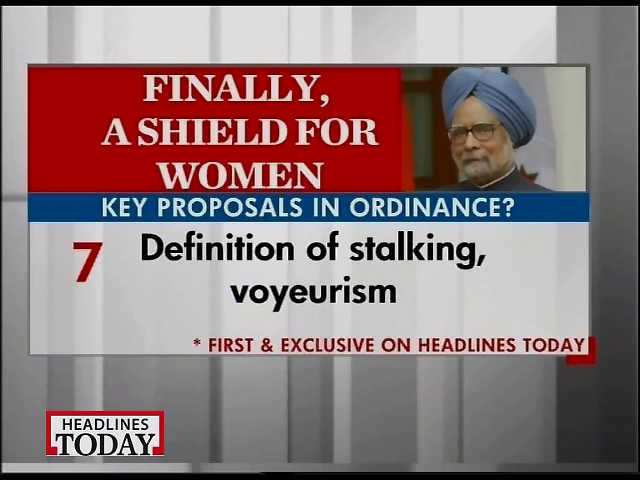 FINALLY,
A SHIELD FOR
WOMEN
KEY PROPOSALS IN ORDINANCE?
7 Definition of stalking,
voyeurism
* FIRST & EXCLUSIVE ON HEADLINES TODAY
HEADLINES
TODAY